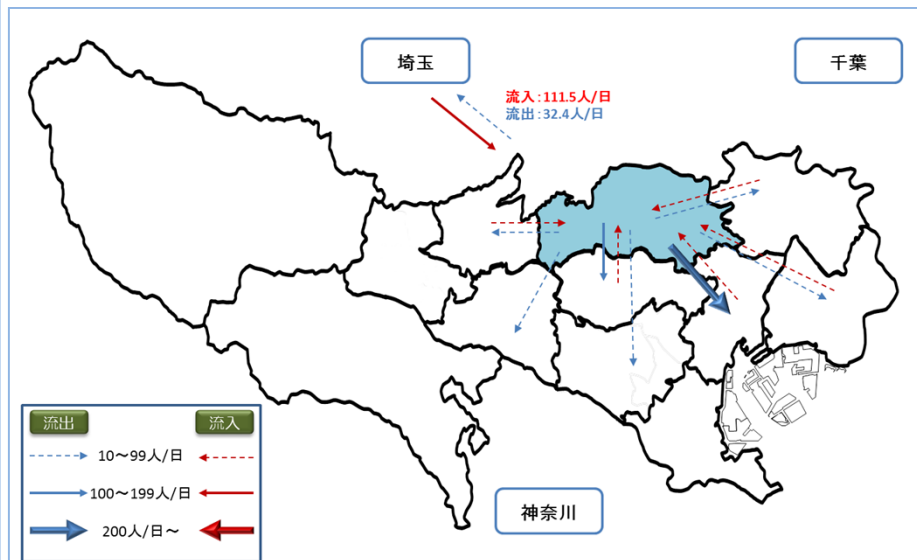 埼玉
千葉
流入：111.5人/日
流出：32.4人/日
流出
流入
10～99人/日
100～199人/日
200人/日～
神奈川